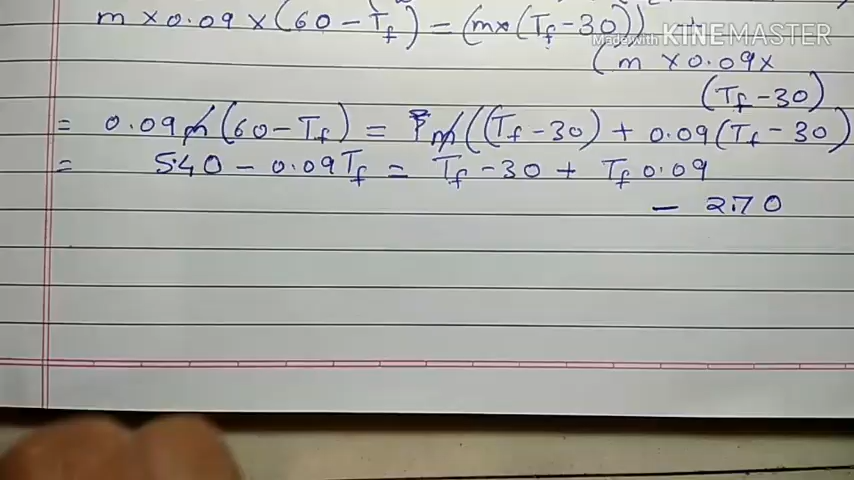 m × 0.09 × (60 - Tf) = (m × (Tf - 30)) +
Made with KINEMASTER
(m × 0.09 ×
(Tf - 30)
= 0.09 m (60 - Tf) = m ((Tf - 30) + 0.09 (Tf - 30)
= 5.40 - 0.09 Tf = Tf - 30 + Tf 0.09
- 2.70